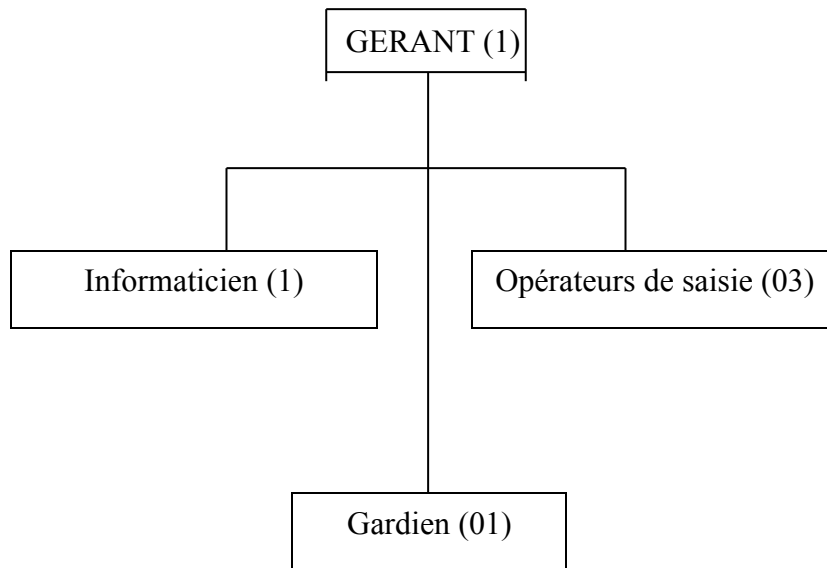 GERANT (1)
Informaticien (1)
Opérateurs de saisie (03)
Gardien (01)